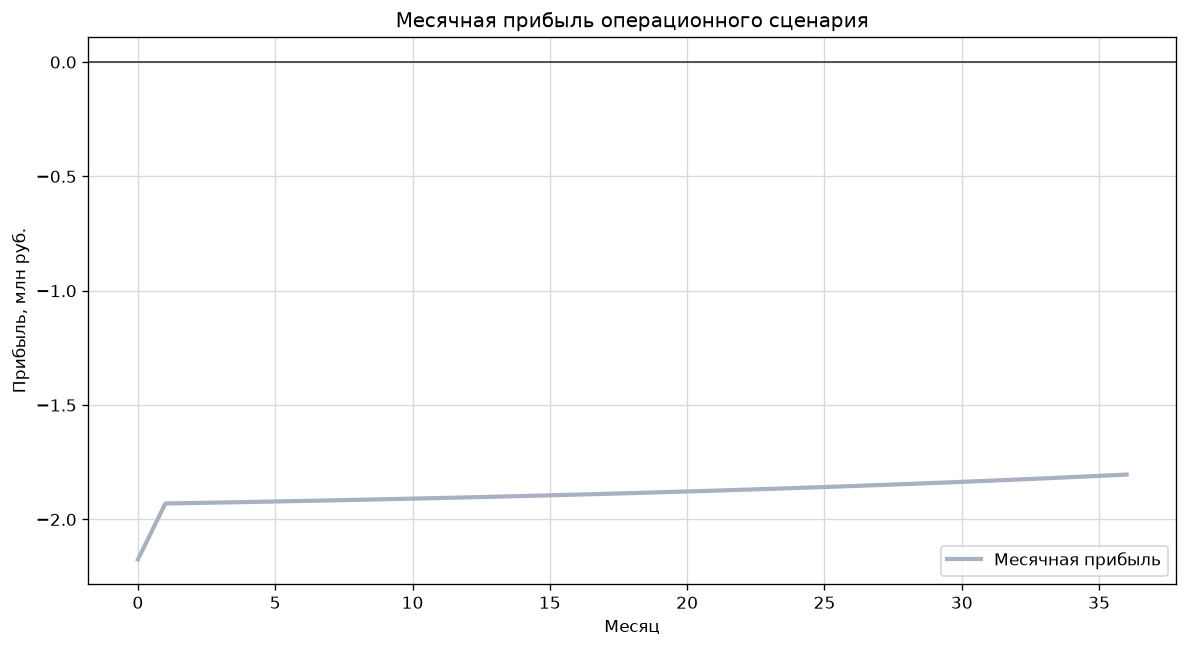 Месячная прибыль операционного сценария
Прибыль, млн руб.
0.0
−0.5
−1.0
−1.5
−2.0
Месячная прибыль
0 5 10 15 20 25 30 35
Месяц